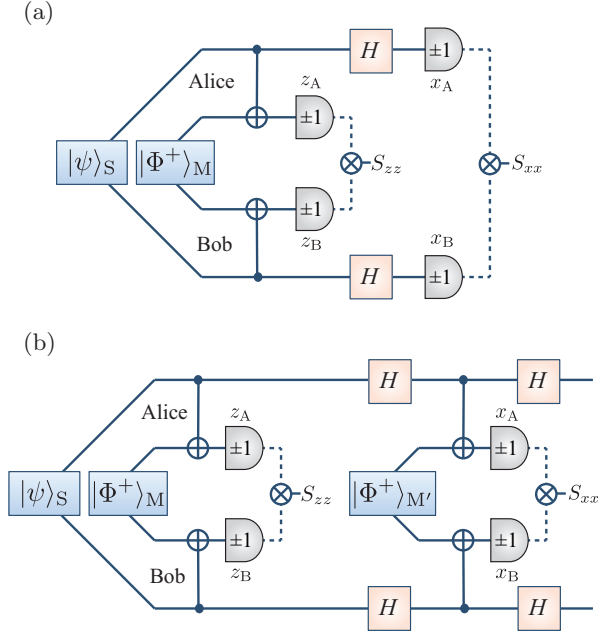 (a)
Alice
H
±1
x_A
z_A
±1
|ψ⟩_S
|Φ⁺⟩_M
S_zz
S_xx
±1
z_B
Bob
x_B
H
±1
(b)
H
H
Alice
z_A
±1
x_A
±1
|ψ⟩_S
|Φ⁺⟩_M
S_zz
|Φ⁺⟩_M′
S_xx
±1
z_B
±1
x_B
Bob
H
H